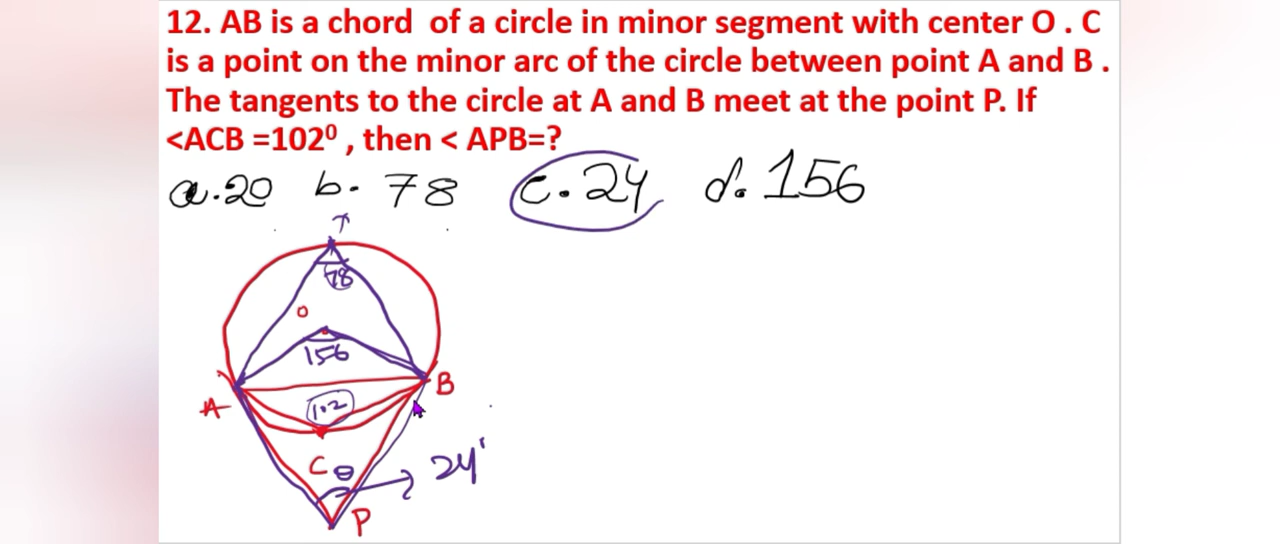 12. AB is a chord of a circle in minor segment with center O . C
is a point on the minor arc of the circle between point A and B .
The tangents to the circle at A and B meet at the point P. If
<ACB =102⁰ , then < APB=?
a. 20 b. 78 c. 24 d. 156
78
O
156
A B
102
C θ 24°
P